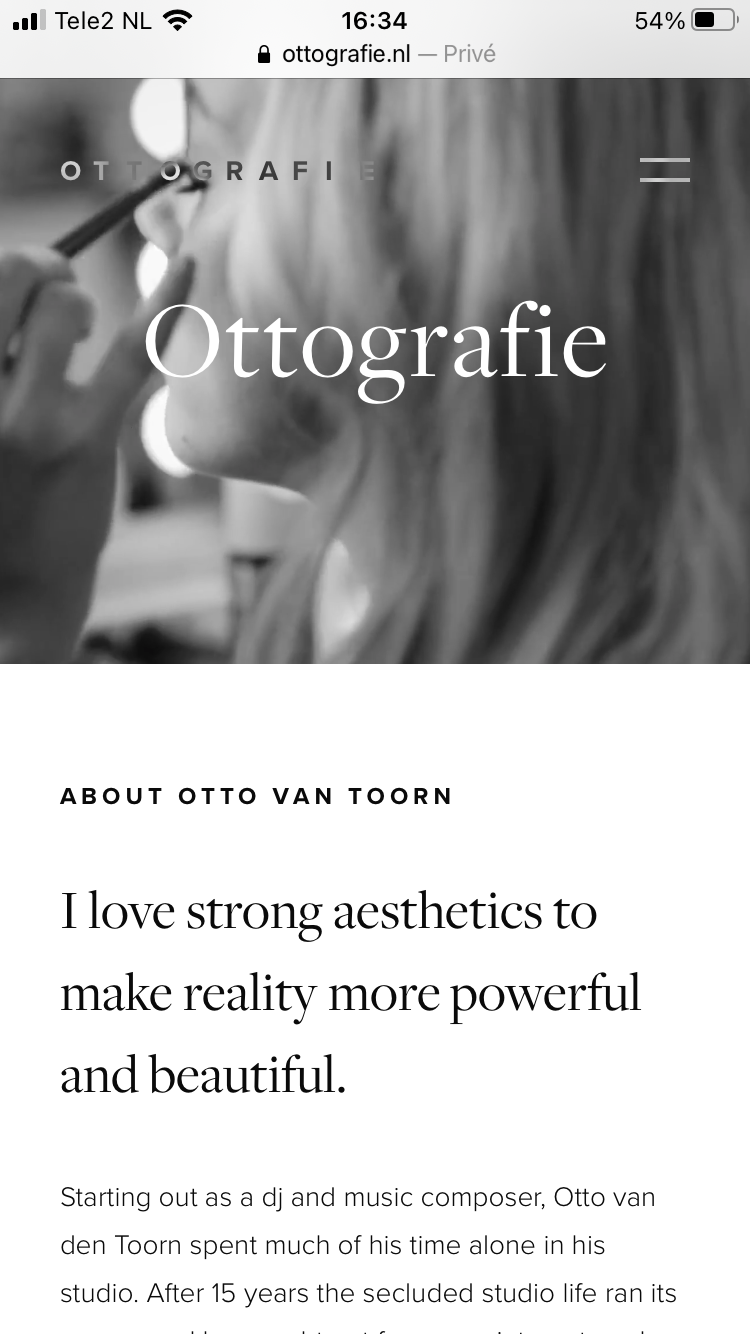 Tele2 NL 16:34 54%
ottografie.nl — Privé
OTTOGRAFIE
Ottografie
ABOUT OTTO VAN TOORN
I love strong aesthetics to
make reality more powerful
and beautiful.
Starting out as a dj and music composer, Otto van
den Toorn spent much of his time alone in his
studio. After 15 years the secluded studio life ran its